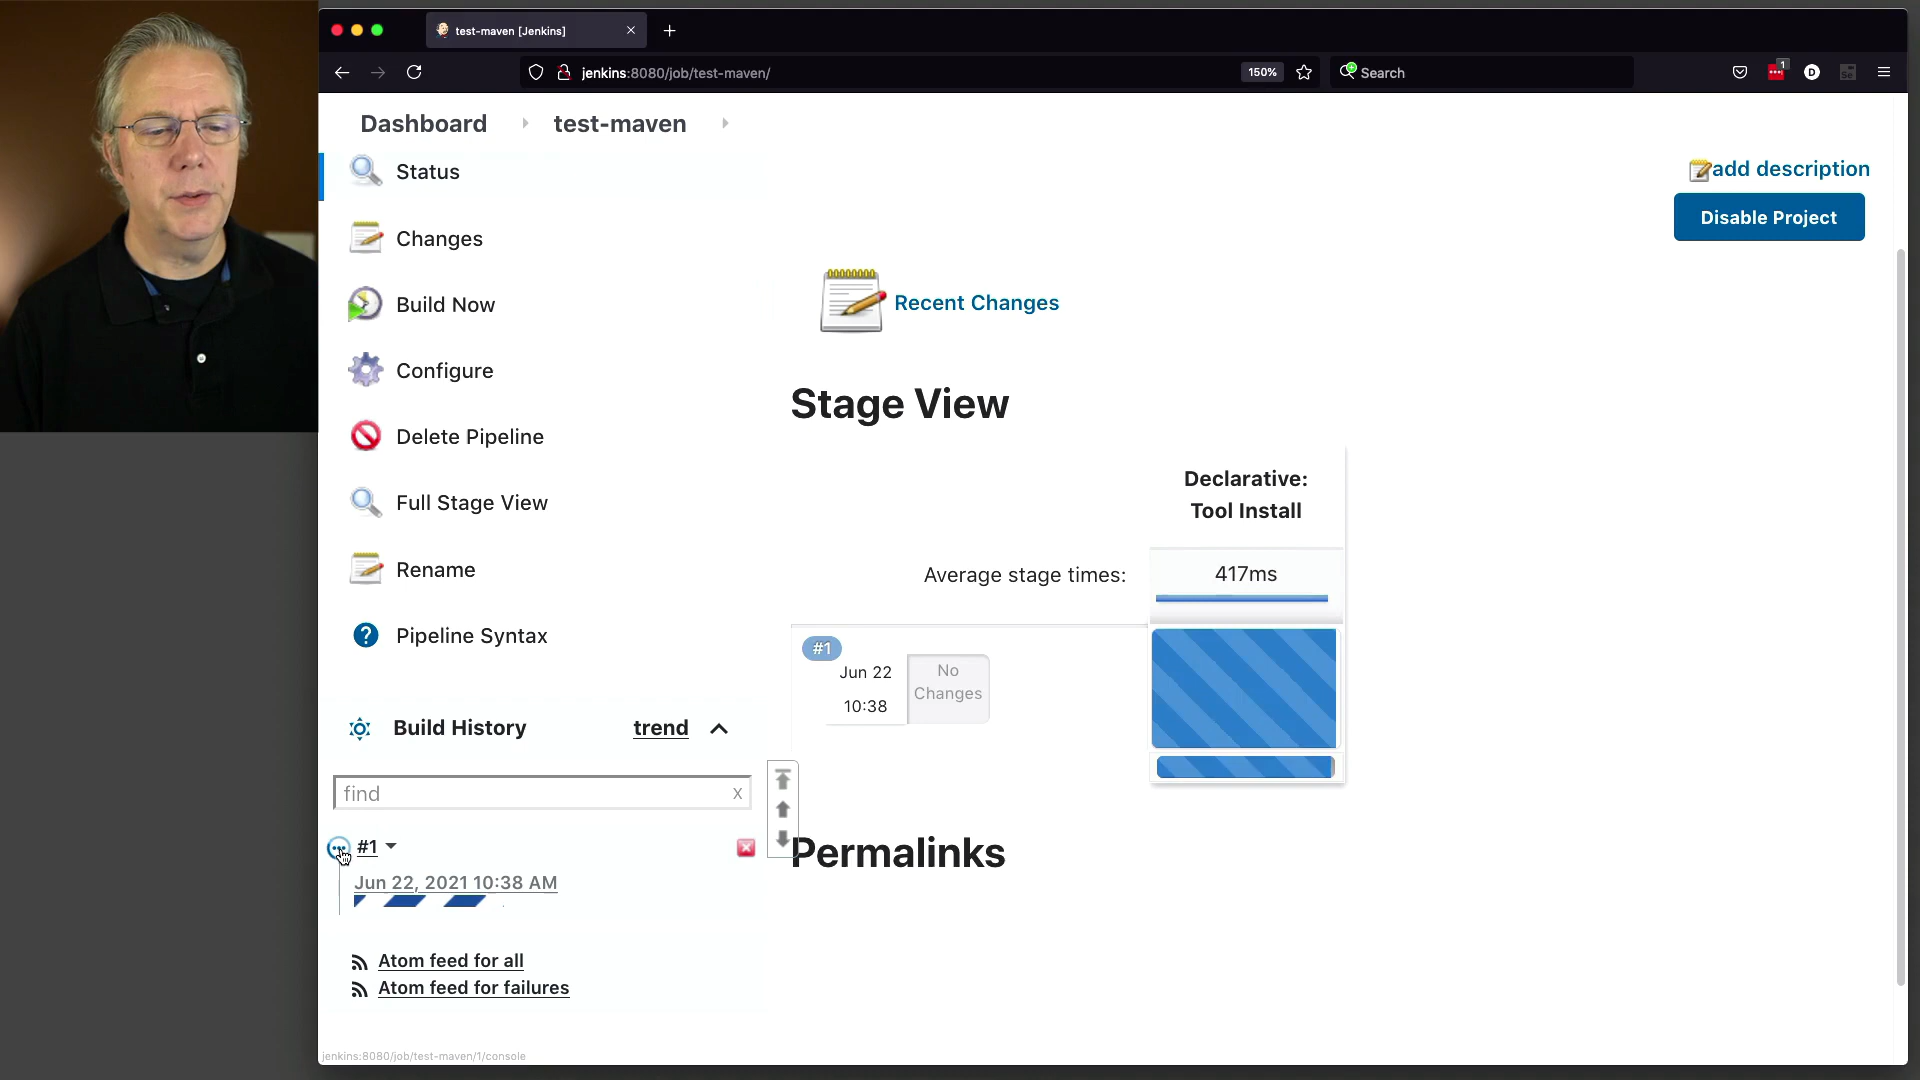 test-maven [Jenkins]
jenkins:8080/job/test-maven/
150%
Search
1
D
Dashboard
test-maven
Status
Changes
Build Now
Configure
Delete Pipeline
Full Stage View
Rename
Pipeline Syntax
Build History
trend
find
x
#1
Jun 22, 2021 10:38 AM
Atom feed for all
Atom feed for failures
add description
Disable Project
Recent Changes
Stage View
Declarative:
Tool Install
Average stage times:
417ms
#1
Jun 22
10:38
No
Changes
Permalinks
jenkins:8080/job/test-maven/1/console